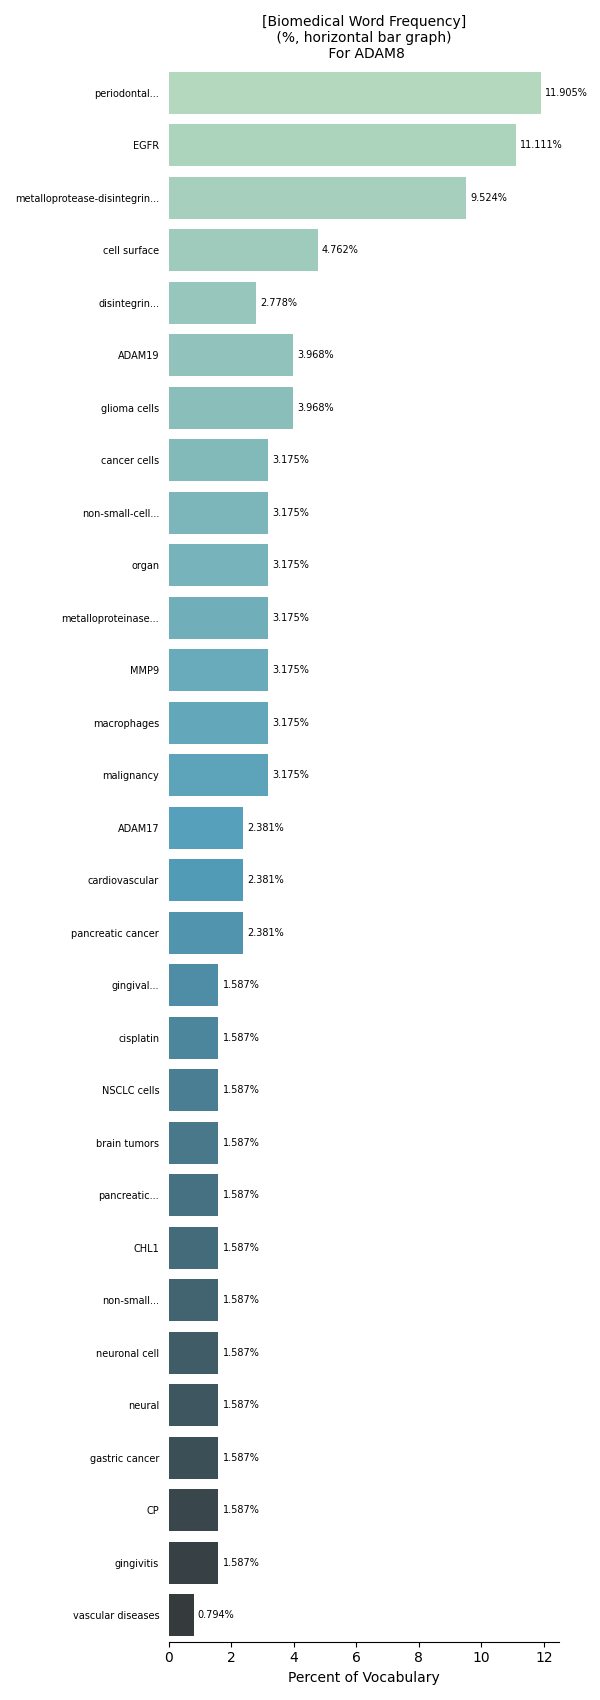 [Biomedical Word Frequency]
(%, horizontal bar graph)
For ADAM8
periodontal... 11.905%
EGFR 11.111%
metalloprotease-disintegrin... 9.524%
cell surface 4.762%
disintegrin... 2.778%
ADAM19 3.968%
glioma cells 3.968%
cancer cells 3.175%
non-small-cell... 3.175%
organ 3.175%
metalloproteinase... 3.175%
MMP9 3.175%
macrophages 3.175%
malignancy 3.175%
ADAM17 2.381%
cardiovascular 2.381%
pancreatic cancer 2.381%
gingival... 1.587%
cisplatin 1.587%
NSCLC cells 1.587%
brain tumors 1.587%
pancreatic... 1.587%
CHL1 1.587%
non-small... 1.587%
neuronal cell 1.587%
neural 1.587%
gastric cancer 1.587%
CP 1.587%
gingivitis 1.587%
vascular diseases 0.794%
0 2 4 6 8 10 12
Percent of Vocabulary